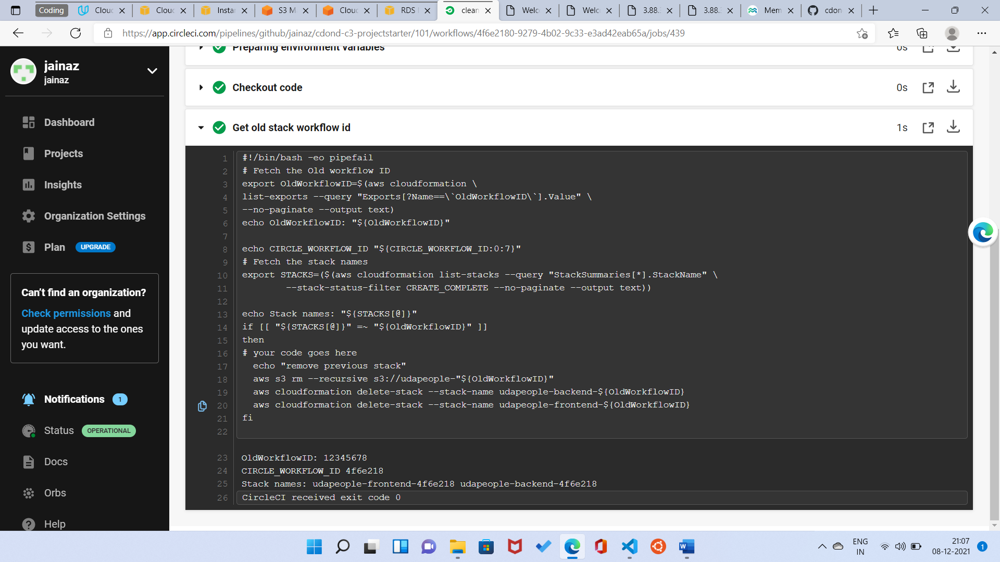 Coding Clouc Clouc Instar S3 M Clouc RDS clean Welc Welc 3.88. 3.88. Mem cdon
https://app.circleci.com/pipelines/github/jainaz/cdond-c3-projectstarter/101/workflows/4f6e2180-9279-4b02-9c33-e3ad42eab65a/jobs/439
jainaz
jainaz
Dashboard
Projects
Insights
Organization Settings
Plan UPGRADE
Can't find an organization?
Check permissions and
update access to the ones
you want.
Notifications 1
Status OPERATIONAL
Docs
Orbs
Help
Preparing environment variables 0s
Checkout code 0s
Get old stack workflow id 1s
1 #!/bin/bash -eo pipefail
2 # Fetch the Old workflow ID
3 export OldWorkflowID=$(aws cloudformation \
4 list-exports --query "Exports[?Name==\`OldWorkflowID\`].Value" \
5 --no-paginate --output text)
6 echo OldWorkflowID: "${OldWorkflowID}"
7
8 echo CIRCLE_WORKFLOW_ID "${CIRCLE_WORKFLOW_ID:0:7}"
9 # Fetch the stack names
10 export STACKS=($(aws cloudformation list-stacks --query "StackSummaries[*].StackName" \
11 --stack-status-filter CREATE_COMPLETE --no-paginate --output text))
12
13 echo Stack names: "${STACKS[@]}"
14 if [[ "${STACKS[@]}" =~ "${OldWorkflowID}" ]]
15 then
16 # your code goes here
17 echo "remove previous stack"
18 aws s3 rm --recursive s3://udapeople-"${OldWorkflowID}"
19 aws cloudformation delete-stack --stack-name udapeople-backend-${OldWorkflowID}
20 aws cloudformation delete-stack --stack-name udapeople-frontend-${OldWorkflowID}
21 fi
22
23 OldWorkflowID: 12345678
24 CIRCLE_WORKFLOW_ID 4f6e218
25 Stack names: udapeople-frontend-4f6e218 udapeople-backend-4f6e218
26 CircleCI received exit code 0
ENG
IN
21:07
08-12-2021
1